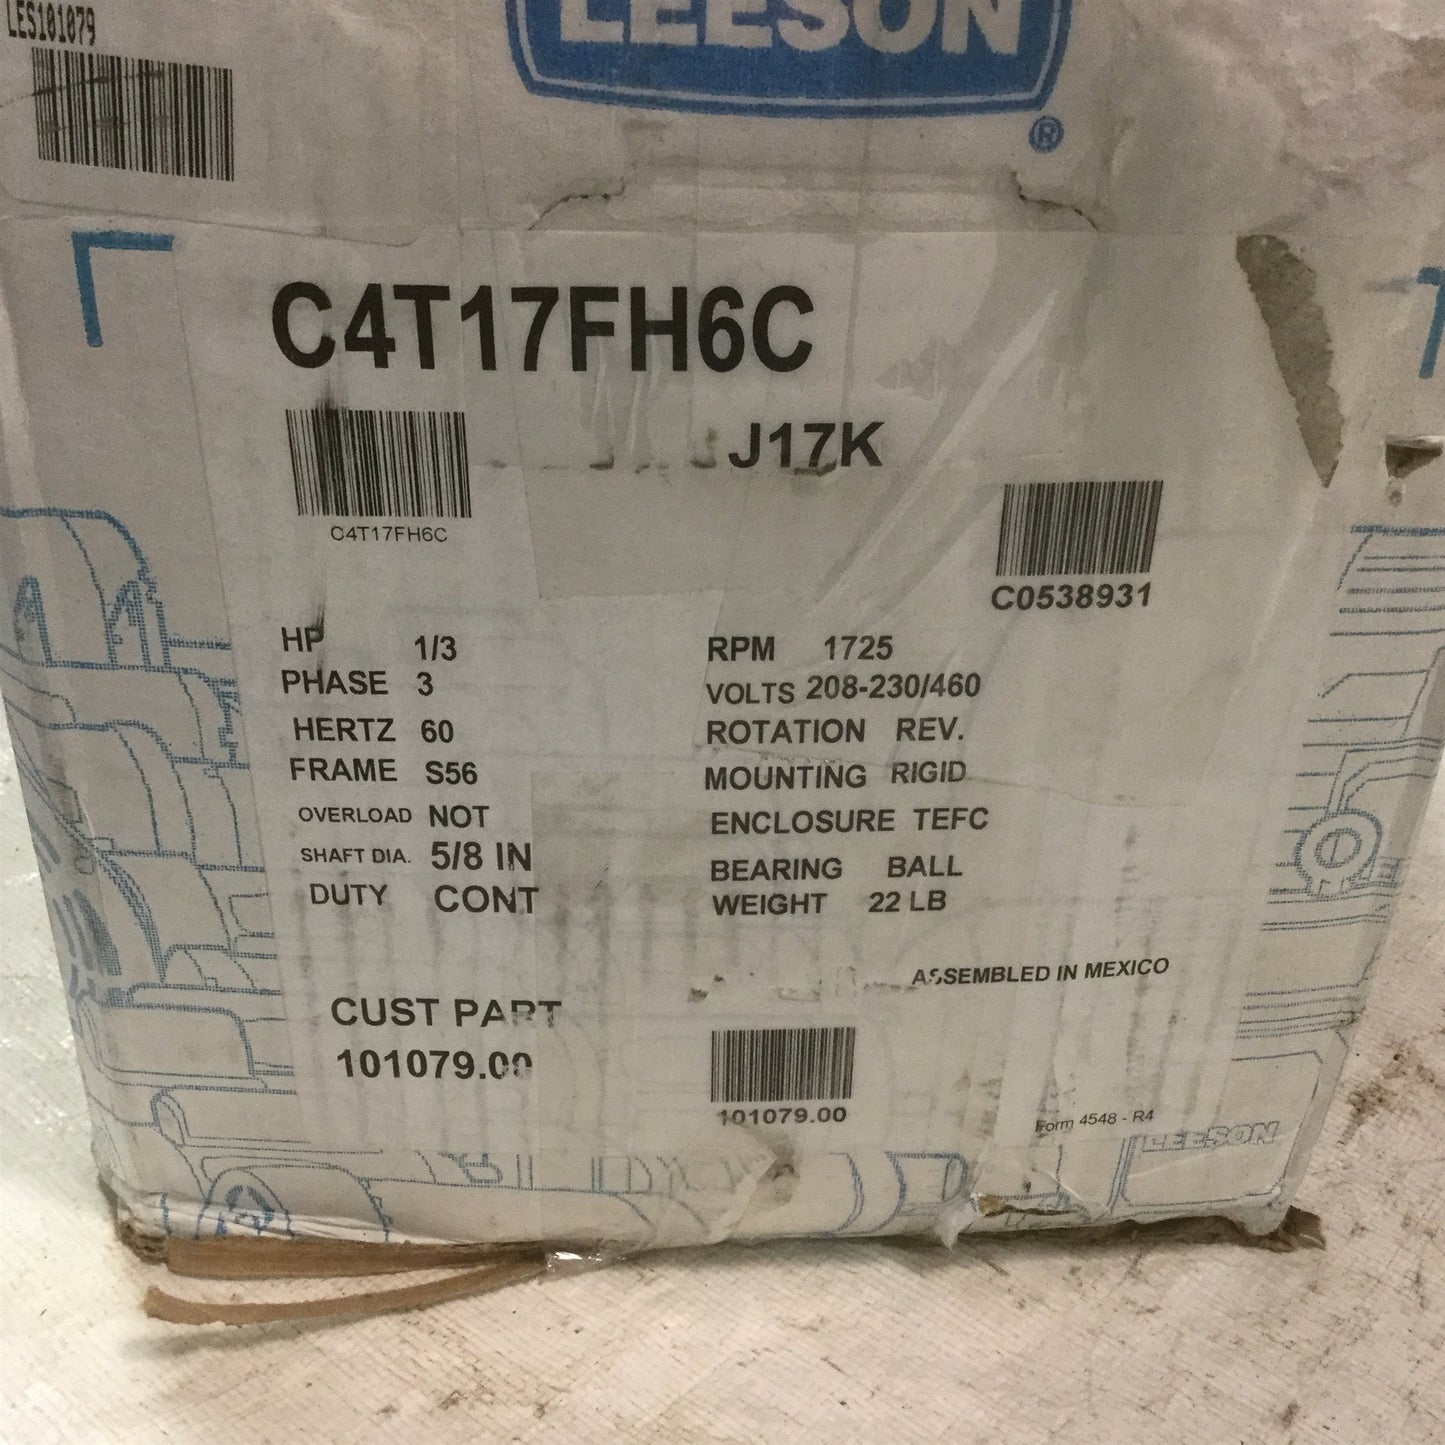 LES101079
LEESON
®
C4T17FH6C
J17K
C4T17FH6C
C0538931
HP 1/3
PHASE 3
HERTZ 60
FRAME S56
OVERLOAD NOT
SHAFT DIA. 5/8 IN
DUTY CONT
RPM 1725
VOLTS 208-230/460
ROTATION REV.
MOUNTING RIGID
ENCLOSURE TEFC
BEARING BALL
WEIGHT 22 LB
ASSEMBLED IN MEXICO
CUST PART
101079.00
101079.00
Form 4548 - R4
LEESON